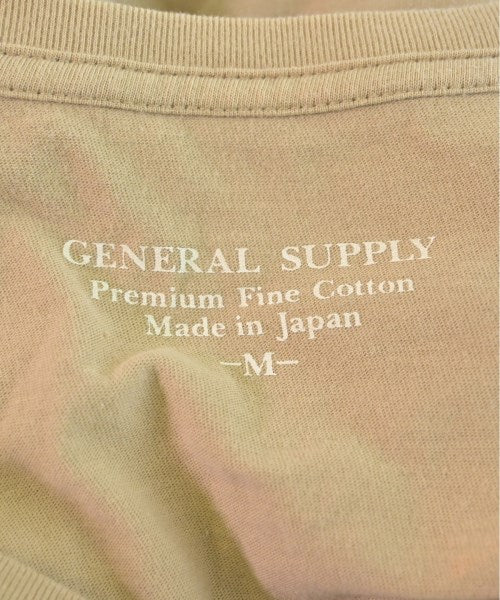 GENERAL SUPPLY
Premium Fine Cotton
Made in Japan
-M-